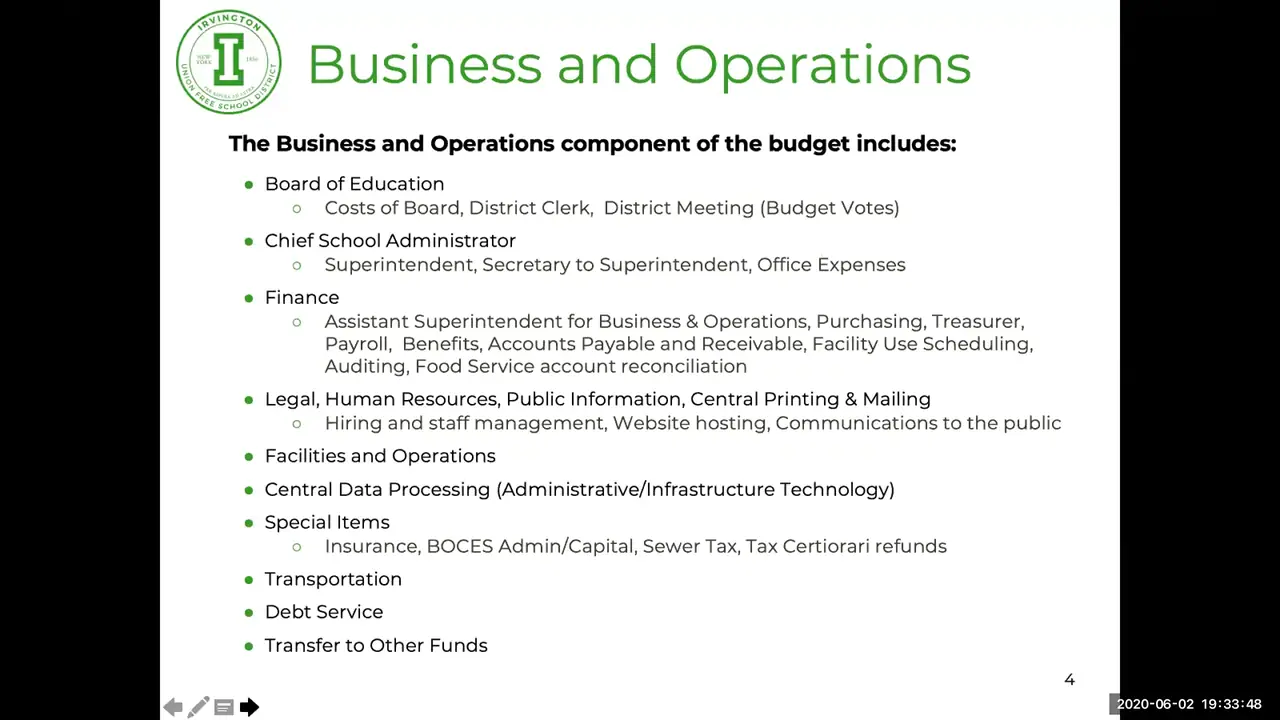 IRVINGTON
NEW YORK
UNION FREE SCHOOL DISTRICT
Business and Operations
The Business and Operations component of the budget includes:
● Board of Education
○ Costs of Board, District Clerk, District Meeting (Budget Votes)
● Chief School Administrator
○ Superintendent, Secretary to Superintendent, Office Expenses
● Finance
○ Assistant Superintendent for Business & Operations, Purchasing, Treasurer,
Payroll, Benefits, Accounts Payable and Receivable, Facility Use Scheduling,
Auditing, Food Service account reconciliation
● Legal, Human Resources, Public Information, Central Printing & Mailing
○ Hiring and staff management, Website hosting, Communications to the public
● Facilities and Operations
● Central Data Processing (Administrative/Infrastructure Technology)
● Special Items
○ Insurance, BOCES Admin/Capital, Sewer Tax, Tax Certiorari refunds
● Transportation
● Debt Service
● Transfer to Other Funds
4
2020-06-02 19:33:48